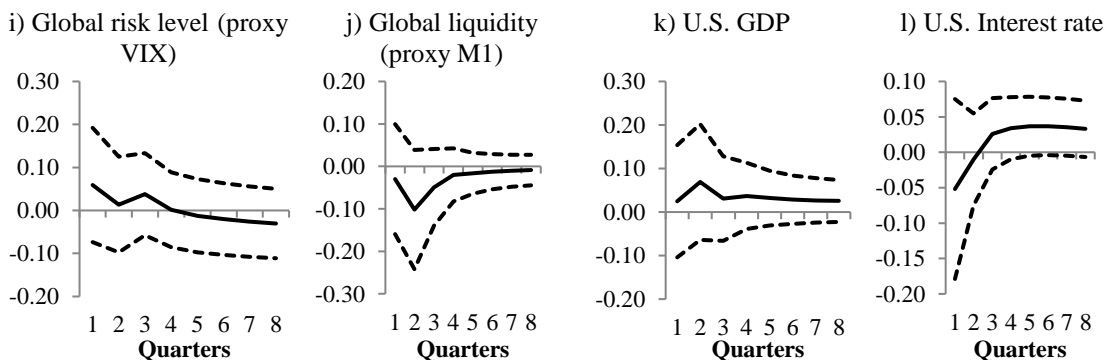 i) Global risk level (proxy
VIX)
0.30
0.20
0.10
0.00
-0.10
-0.20
1 2 3 4 5 6 7 8
Quarters
j) Global liquidity
(proxy M1)
0.20
0.10
0.00
-0.10
-0.20
-0.30
1 2 3 4 5 6 7 8
Quarters
k) U.S. GDP
0.30
0.20
0.10
0.00
-0.10
-0.20
1 2 3 4 5 6 7 8
Quarters
l) U.S. Interest rate
0.10
0.05
0.00
-0.05
-0.10
-0.15
-0.20
1 2 3 4 5 6 7 8
Quarters